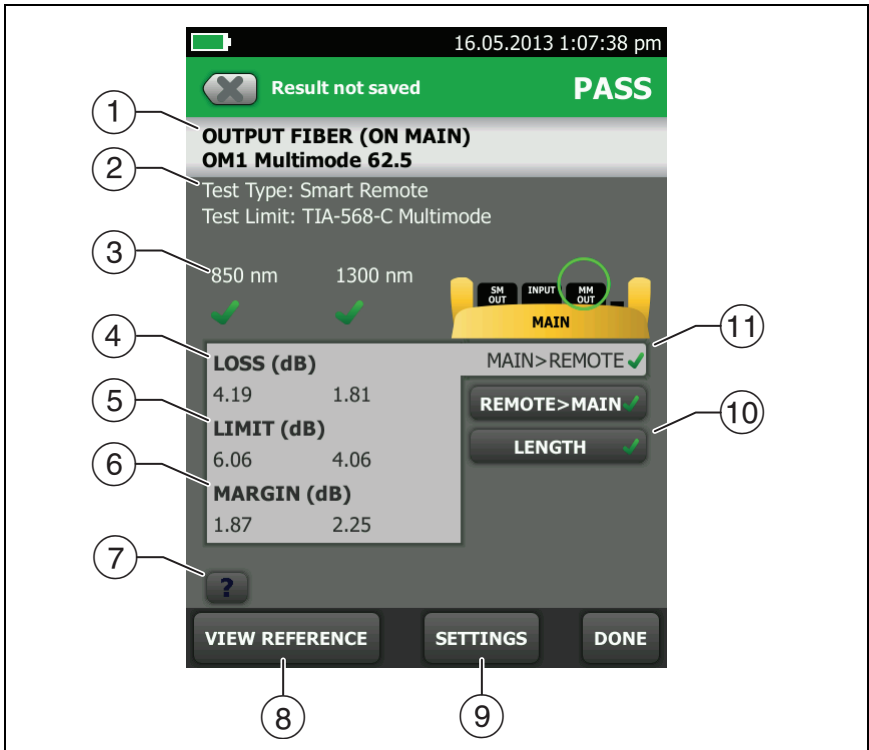 16.05.2013 1:07:38 pm
Result not saved PASS
1
OUTPUT FIBER (ON MAIN)
OM1 Multimode 62.5
2
Test Type: Smart Remote
Test Limit: TIA-568-C Multimode
3
850 nm 1300 nm
SM OUT INPUT MM OUT
MAIN
4
LOSS (dB)
4.19 1.81
5
LIMIT (dB)
6.06 4.06
6
MARGIN (dB)
1.87 2.25
MAIN>REMOTE
11
REMOTE>MAIN
LENGTH
10
7
?
VIEW REFERENCE SETTINGS DONE
8 9